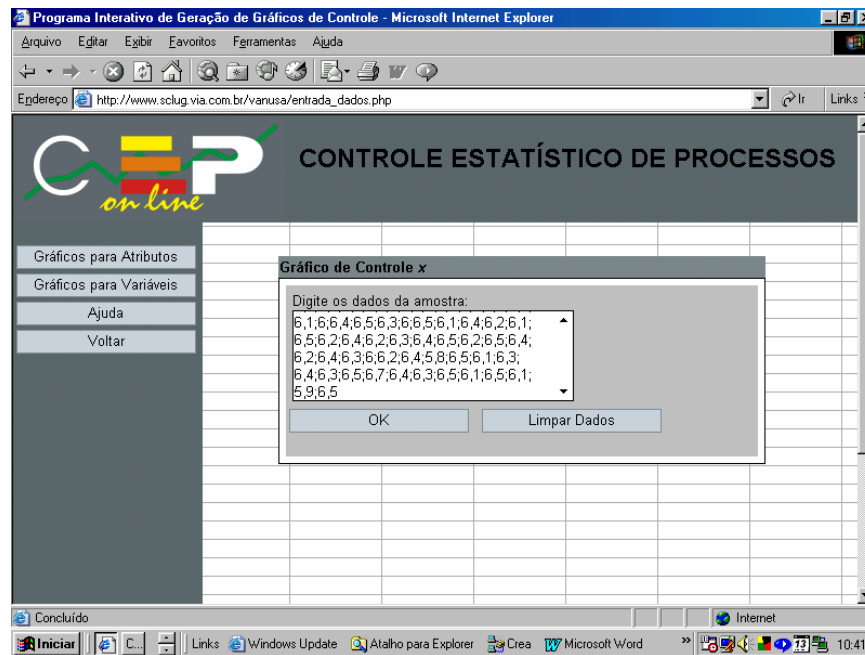 Programa Interativo de Geração de Gráficos de Controle - Microsoft Internet Explorer
Arquivo Editar Exibir Favoritos Ferramentas Ajuda
Endereço http://www.sclug.via.com.br/vanusa/entrada_dados.php Ir Links
CEP
on line
CONTROLE ESTATÍSTICO DE PROCESSOS
Gráficos para Atributos
Gráficos para Variáveis
Ajuda
Voltar
Gráfico de Controle x
Digite os dados da amostra:
6,1;6;6,4;6,5;6,3;6;6,5;6,1;6,4;6,2;6,1;
6,5;6,2;6,4;6,2;6,3;6,4;6,5;6,2;6,5;6,4;
6,2;6,4;6,3;6;6,2;6,4;5,8;6,5;6,1;6,3;
6,4;6,3;6,5;6,7;6,4;6,3;6,5;6,1;6,5;6,1;
5,9;6,5
OK Limpar Dados
Concluído Internet
Iniciar C... Links Windows Update Atalho para Explorer Crea Microsoft Word » 13 10:41